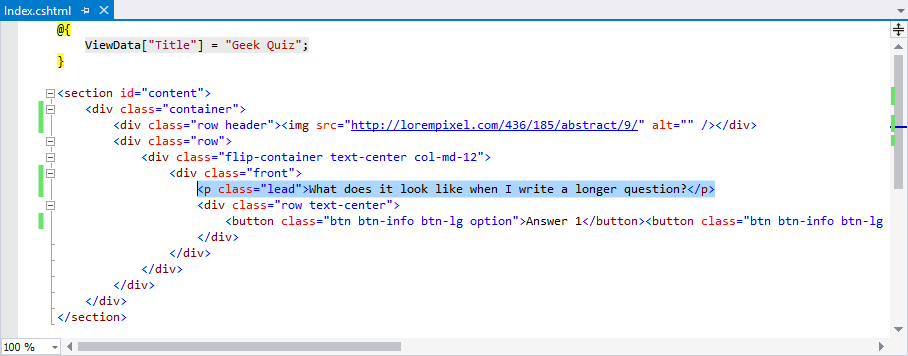 Index.cshtml
@{
    ViewData["Title"] = "Geek Quiz";
}
<section id="content">
    <div class="container">
        <div class="row header"><img src="http://lorempixel.com/436/185/abstract/9/" alt="" /></div>
        <div class="row">
            <div class="flip-container text-center col-md-12">
                <div class="front">
                    <p class="lead">What does it look like when I write a longer question?</p>
                    <div class="row text-center">
                        <button class="btn btn-info btn-lg option">Answer 1</button><button class="btn btn-info btn-lg
                    </div>
                </div>
            </div>
        </div>
    </div>
</section>
100 %